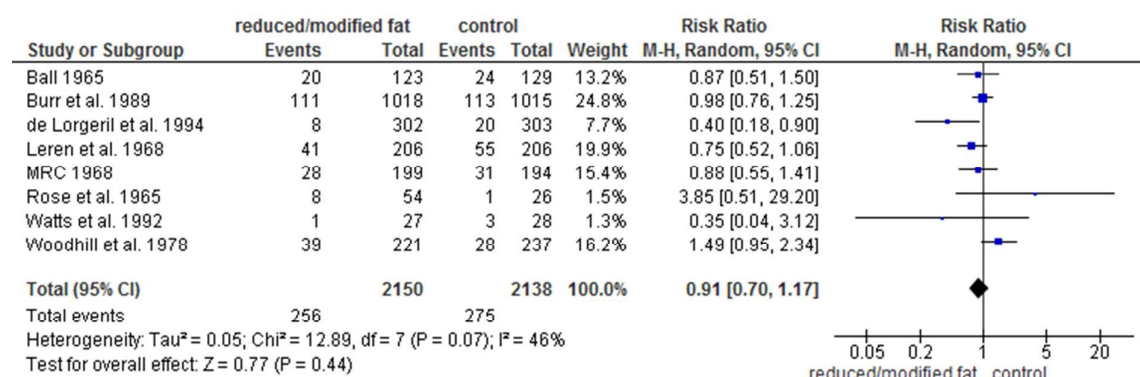 reduced/modified fat control Risk Ratio Risk Ratio
Study or Subgroup Events Total Events Total Weight M-H, Random, 95% CI M-H, Random, 95% CI
Ball 1965 20 123 24 129 13.2% 0.87 [0.51, 1.50]
Burr et al. 1989 111 1018 113 1015 24.8% 0.98 [0.76, 1.25]
de Lorgeril et al. 1994 8 302 20 303 7.7% 0.40 [0.18, 0.90]
Leren et al. 1968 41 206 55 206 19.9% 0.75 [0.52, 1.06]
MRC 1968 28 199 31 194 15.4% 0.88 [0.55, 1.41]
Rose et al. 1965 8 54 1 26 1.5% 3.85 [0.51, 29.20]
Watts et al. 1992 1 27 3 28 1.3% 0.35 [0.04, 3.12]
Woodhill et al. 1978 39 221 28 237 16.2% 1.49 [0.95, 2.34]
Total (95% CI) 2150 2138 100.0% 0.91 [0.70, 1.17]
Total events 256 275
Heterogeneity: Tau² = 0.05; Chi² = 12.89, df = 7 (P = 0.07); I² = 46%
Test for overall effect: Z = 0.77 (P = 0.44)
0.05 0.2 1 5 20
reduced/modified fat control